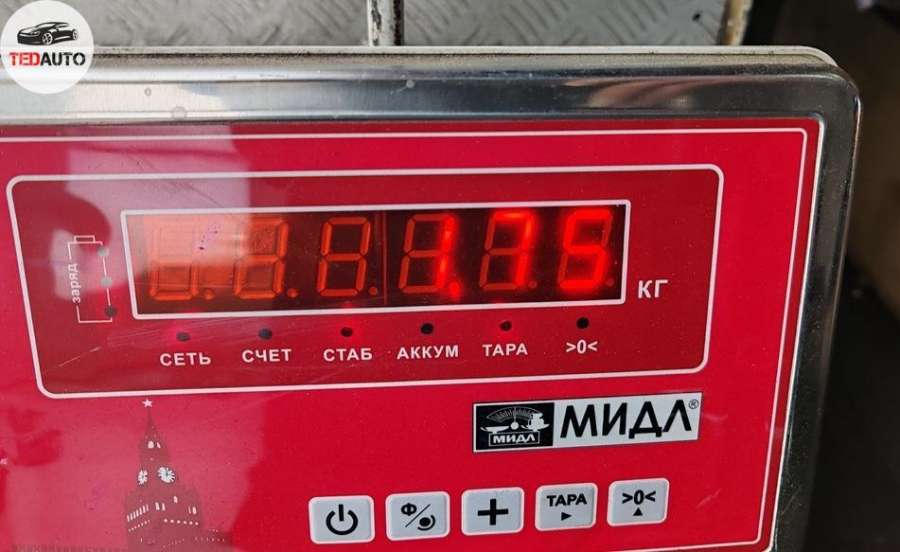 TEDAUTO
заряд
1.75 КГ
СЕТЬ СЧЕТ СТАБ АККУМ ТАРА >0<
МИДЛ МИДЛ®
Ф + ТАРА >0<